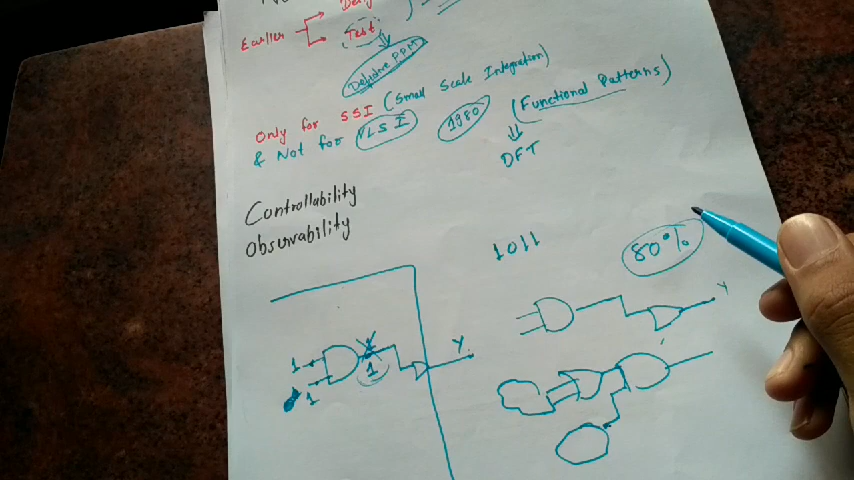 Earlier
Test
Define PPM
Only for SSI (Small Scale Integration)
& Not for VLSI 1980 (Functional Patterns)
DFT
Controllability
Observability
1011
80%
Y
1
1
Y
1